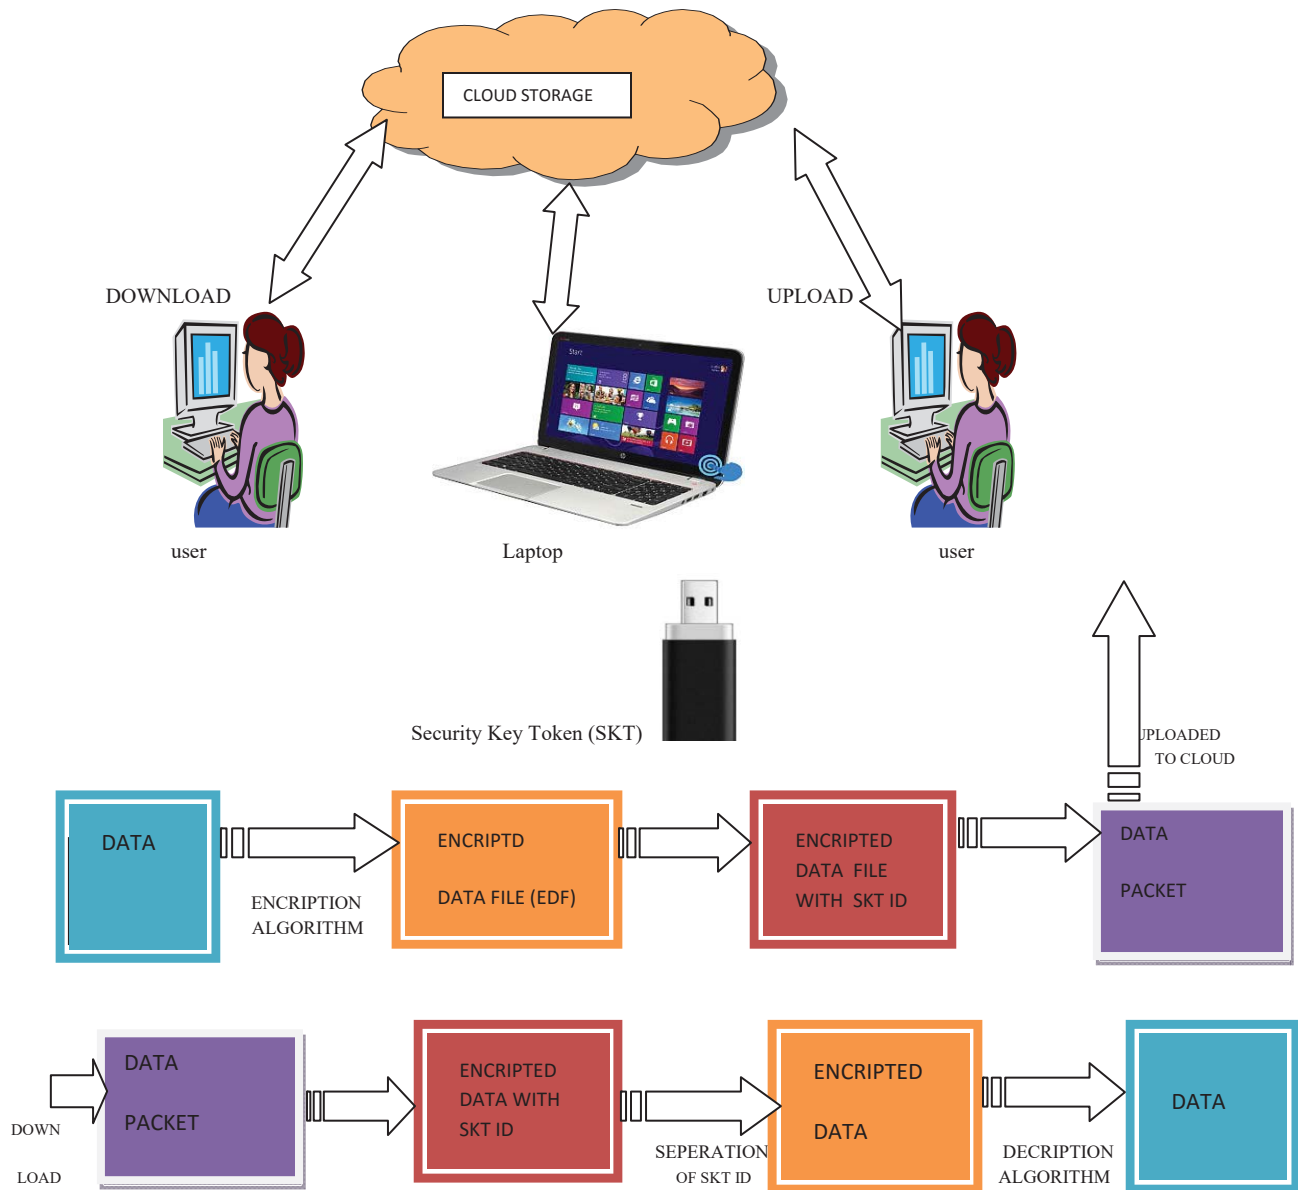 CLOUD STORAGE
DOWNLOAD
UPLOAD
Start
user
Laptop
user
Security Key Token (SKT)
UPLOADED
TO CLOUD
DATA
ENCRIPTION
ALGORITHM
ENCRIPTD
DATA FILE (EDF)
ENCRIPTED
DATA FILE
WITH SKT ID
DATA
PACKET
DOWN
LOAD
DATA
PACKET
ENCRIPTED
DATA WITH
SKT ID
SEPERATION
OF SKT ID
ENCRIPTED
DATA
DECRIPTION
ALGORITHM
DATA